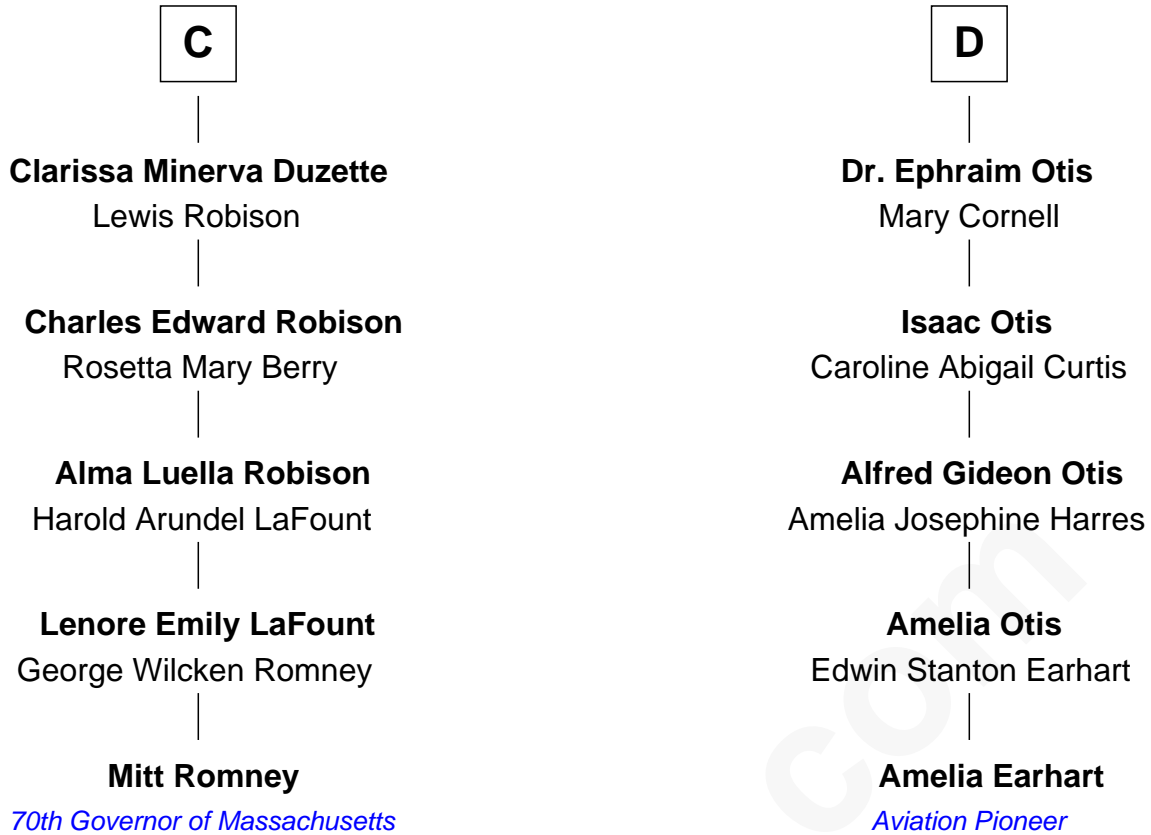 C
Clarissa Minerva Duzette
Lewis Robison
Charles Edward Robison
Rosetta Mary Berry
Alma Luella Robison
Harold Arundel LaFount
Lenore Emily LaFount
George Wilcken Romney
Mitt Romney
70th Governor of Massachusetts
D
Dr. Ephraim Otis
Mary Cornell
Isaac Otis
Caroline Abigail Curtis
Alfred Gideon Otis
Amelia Josephine Harres
Amelia Otis
Edwin Stanton Earhart
Amelia Earhart
Aviation Pioneer
com